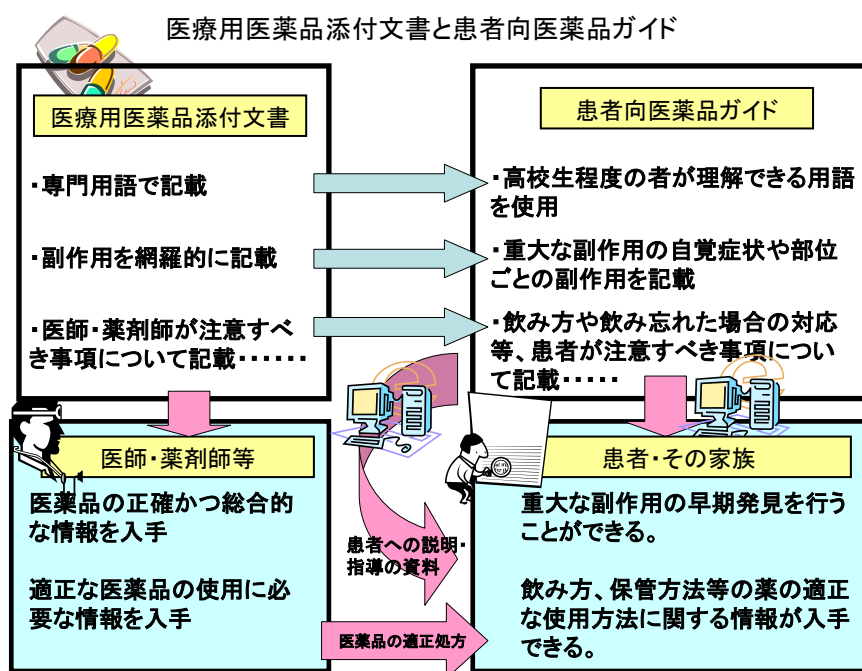 医療用医薬品添付文書と患者向医薬品ガイド
医療用医薬品添付文書
・専門用語で記載
・副作用を網羅的に記載
・医師・薬剤師が注意すべ
き事項について記載・・・・・・
患者向医薬品ガイド
・高校生程度の者が理解できる用語
を使用
・重大な副作用の自覚症状や部位
ごとの副作用を記載
・飲み方や飲み忘れた場合の対応
等、患者が注意すべき事項につい
て記載・・・・・
医師・薬剤師等
医薬品の正確かつ総合的
な情報を入手
適正な医薬品の使用に必
要な情報を入手
患者への説明・
指導の資料
医薬品の適正処方
患者・その家族
重大な副作用の早期発見を行う
ことができる。
飲み方、保管方法等の薬の適正
な使用方法に関する情報が入手
できる。